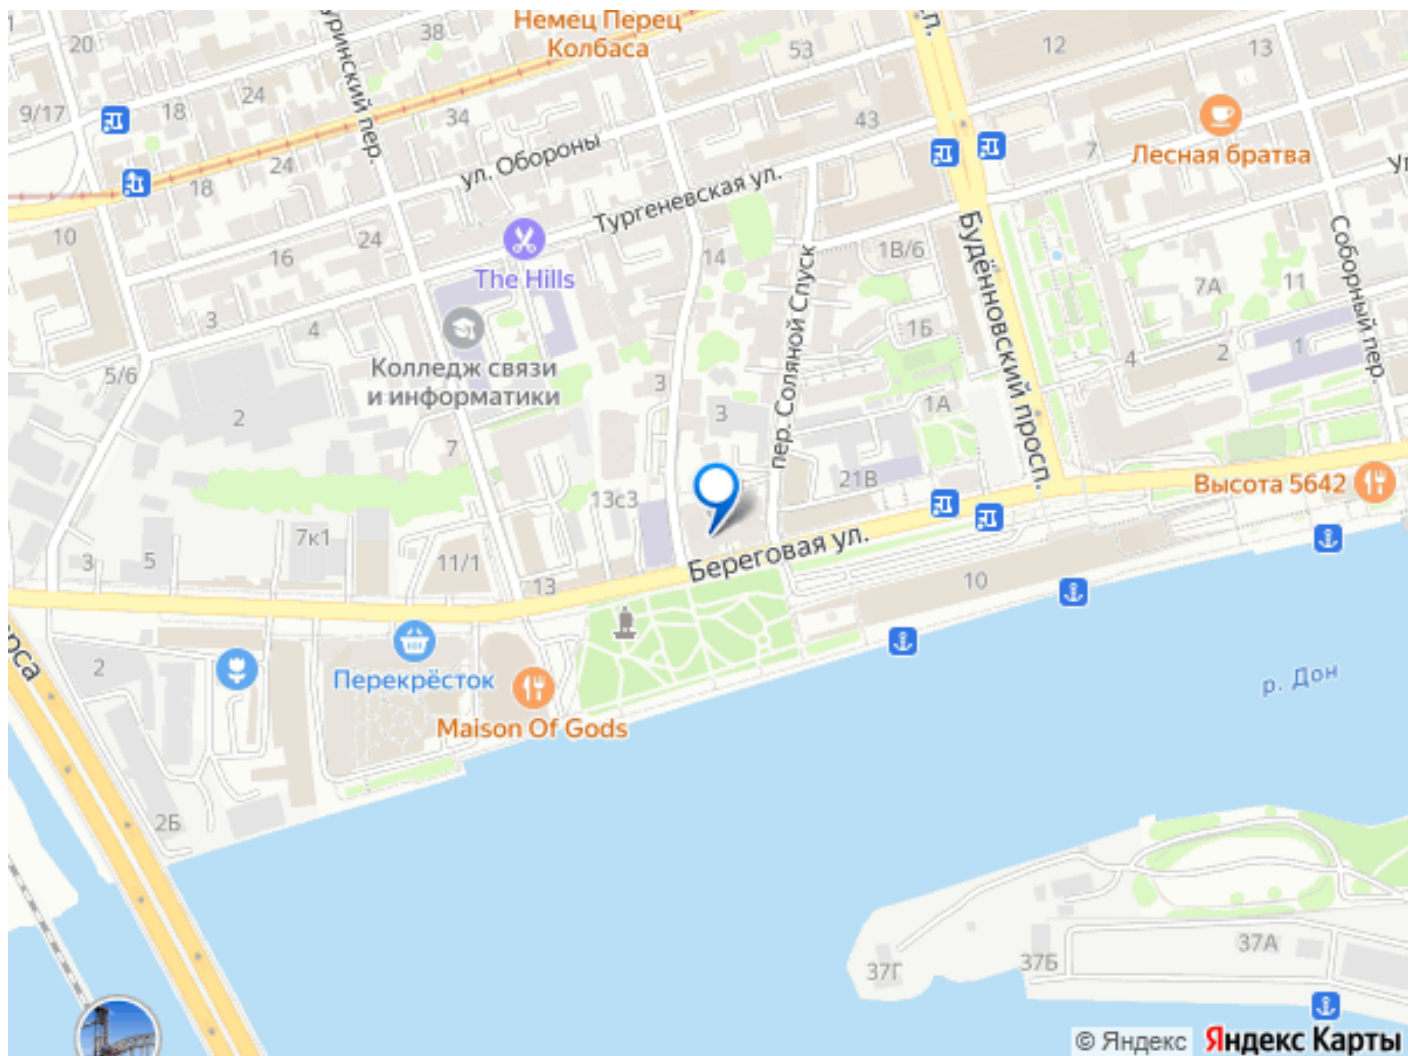 Немец Перец
Колбаса
38
53
12
13
20
24
18
9/17
34
43
уринский пер.
24
18
ул. Обороны
7
Лесная братва
Тургеневская ул.
10
24
16
The Hills
14
1В/6
Будённовский просп.
Соборный пер.
7А
11
3
4
1Б
пер. Соляной Спуск
4
2
1
5/6
Колледж связи
и информатики
3
3
1А
2
7
21В
Высота 5642
13с3
7к1
Береговая ул.
3
5
11/1
13
10
2
Перекрёсток
Maison Of Gods
р. Дон
2Б
37Г
37Б
37А
© Яндекс
Яндекс Карты